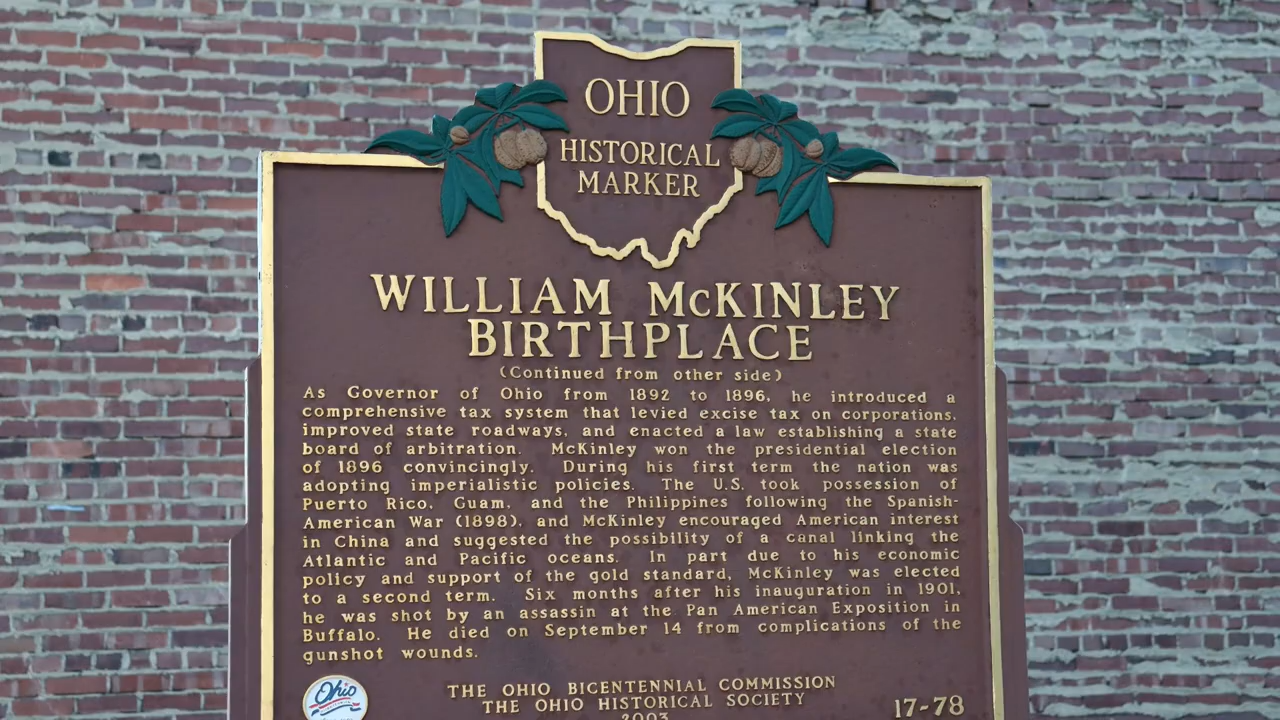 OHIO
HISTORICAL
MARKER
WILLIAM McKINLEY
BIRTHPLACE
(Continued from other side)
As Governor of Ohio from 1892 to 1896, he introduced a
comprehensive tax system that levied excise tax on corporations,
improved state roadways, and enacted a law establishing a state
board of arbitration. McKinley won the presidential election
of 1896 convincingly. During his first term the nation was
adopting imperialistic policies. The U.S. took possession of
Puerto Rico, Guam, and the Philippines following the Spanish-
American War (1898), and McKinley encouraged American interest
in China and suggested the possibility of a canal linking the
Atlantic and Pacific oceans. In part due to his economic
policy and support of the gold standard, McKinley was elected
to a second term. Six months after his inauguration in 1901,
he was shot by an assassin at the Pan American Exposition in
Buffalo. He died on September 14 from complications of the
gunshot wounds.
Ohio
THE OHIO BICENTENNIAL COMMISSION
THE OHIO HISTORICAL SOCIETY
2003
17-78